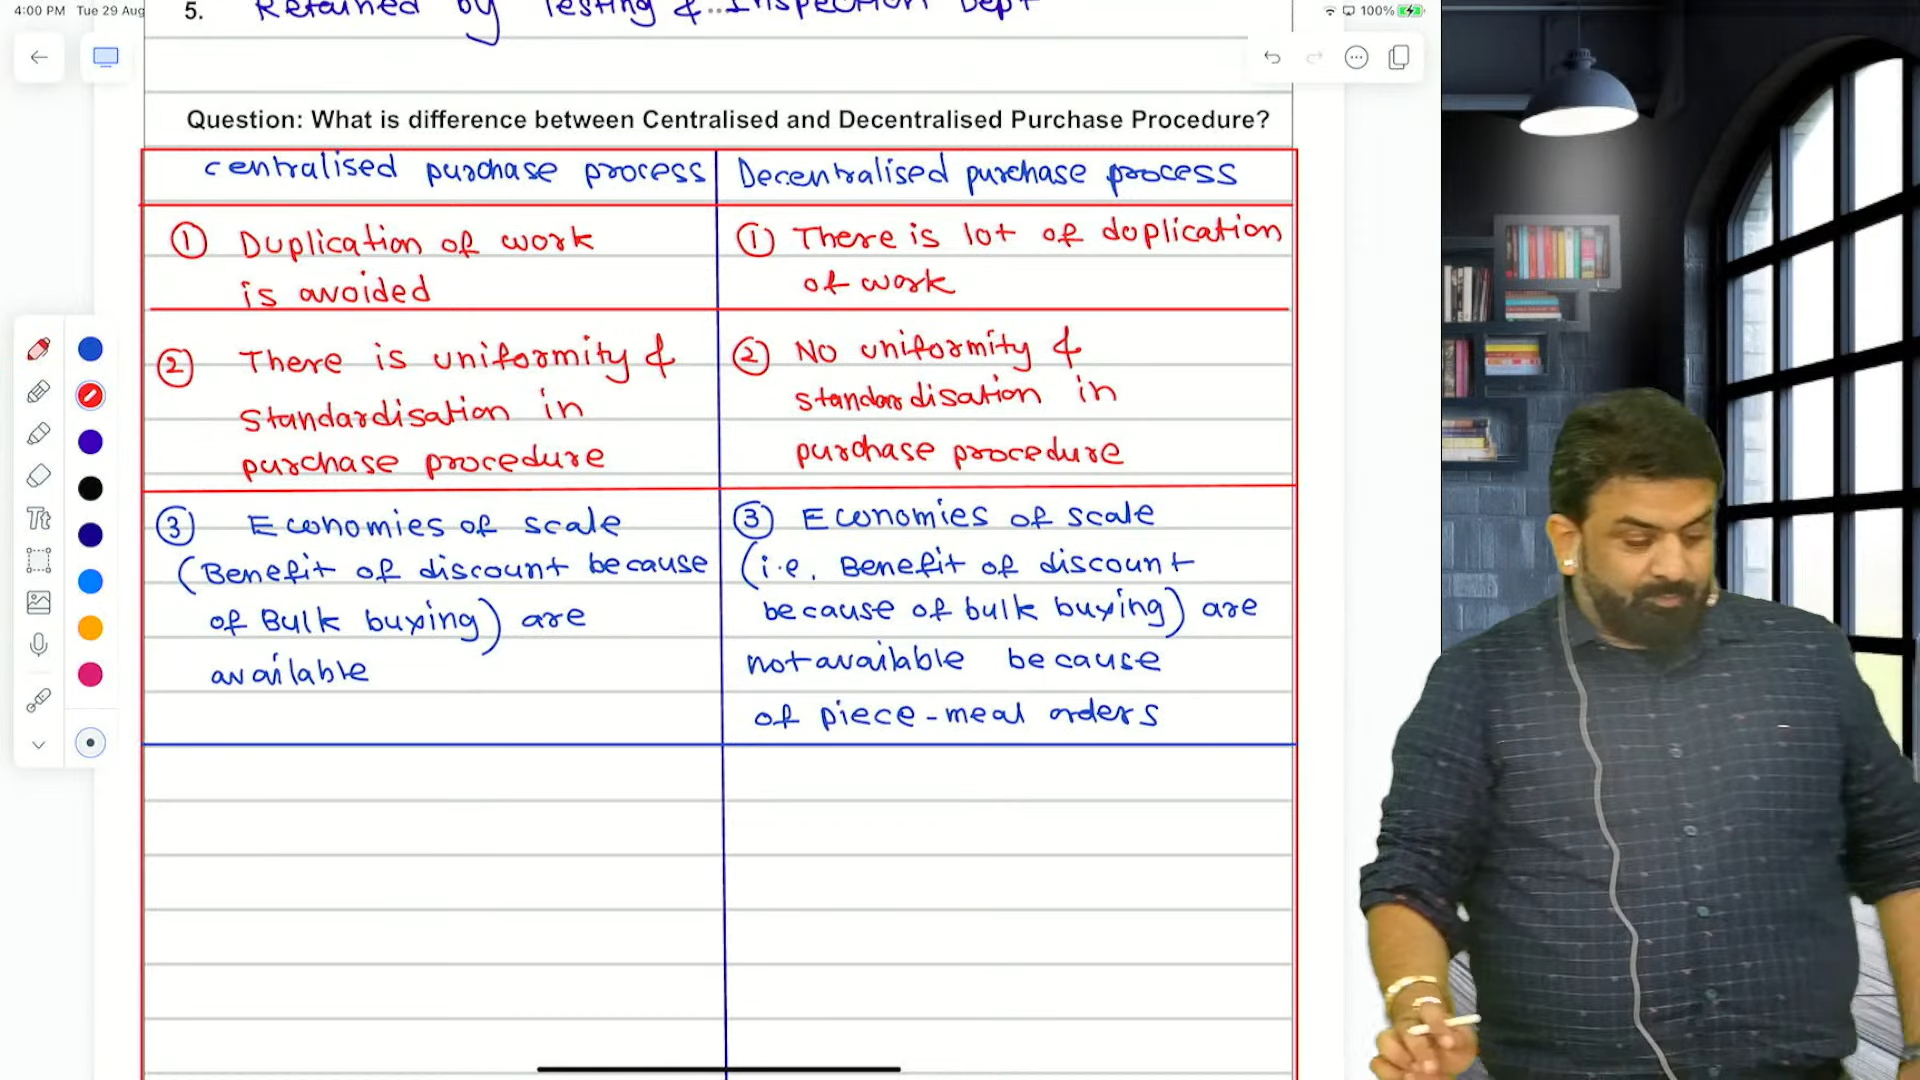 4:00 PM Tue 29 Aug
100%
5. Retained by Testing & Inspection Dept
Question: What is difference between Centralised and Decentralised Purchase Procedure?
centralised purchase process
Decentralised purchase process
① Duplication of work
is avoided
① There is lot of duplication
of work
② There is uniformity &
standardisation in
purchase procedure
② No uniformity &
standardisation in
purchase procedure
③ Economies of scale
(Benefit of discount because
of Bulk buying) are
available
③ Economies of scale
(i.e. Benefit of discount
because of bulk buying) are
not available because
of piece-meal orders
Tt